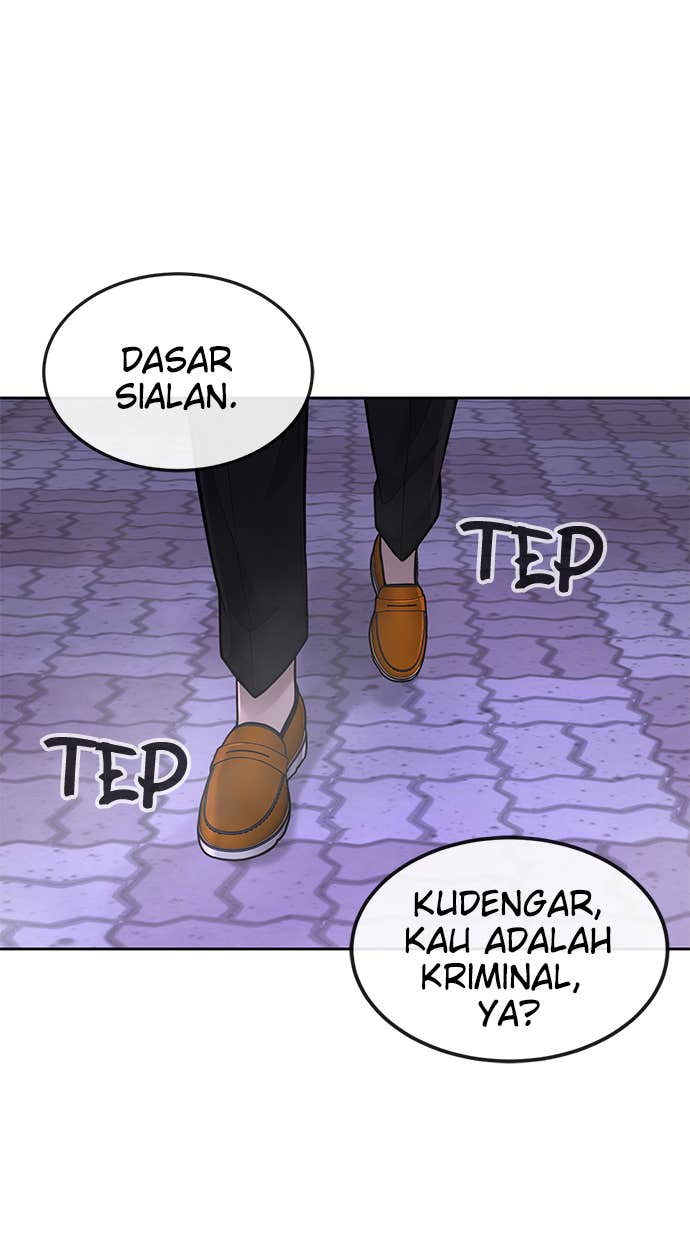 DASAR
SIALAN.
TEP
TEP
KUDENGAR,
KAU ADALAH
KRIMINAL,
YA?